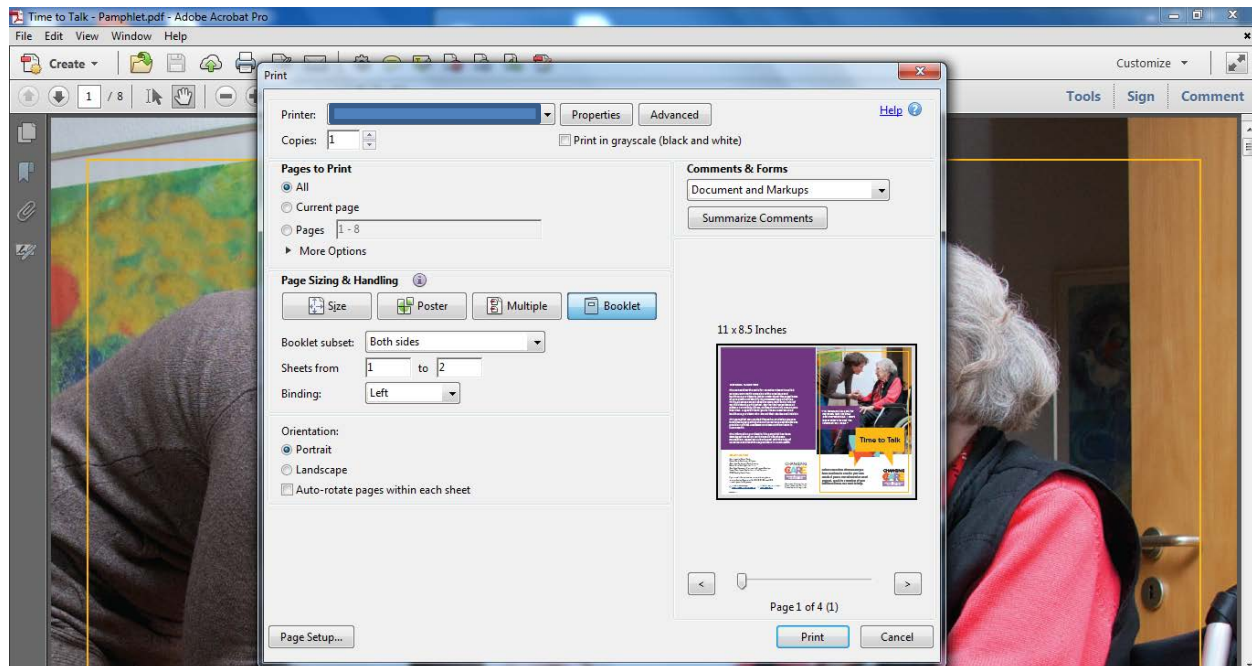 Time to Talk - Pamphlet.pdf - Adobe Acrobat Pro
File Edit View Window Help
Create
Customize
1 / 8
Tools Sign Comment
Print
Printer:
Properties
Advanced
Help
Copies: 1
Print in grayscale (black and white)
Pages to Print
All
Current page
Pages 1 - 8
More Options
Comments & Forms
Document and Markups
Summarize Comments
Page Sizing & Handling
Size
Poster
Multiple
Booklet
Booklet subset: Both sides
Sheets from 1 to 2
Binding: Left
Orientation:
Portrait
Landscape
Auto-rotate pages within each sheet
11 x 8.5 Inches
Time to Talk
CHANGING
CARE
CHANGING
CARE
<
>
Page 1 of 4 (1)
Page Setup...
Print
Cancel